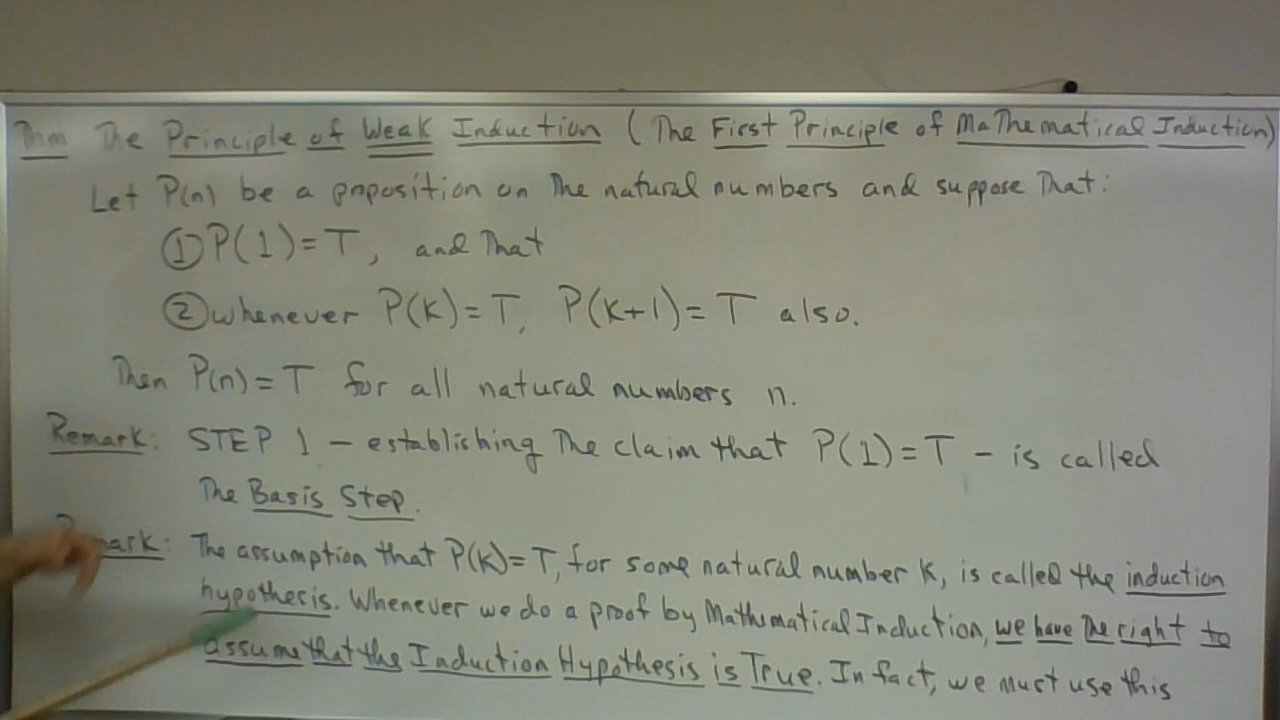 Thm The Principle of Weak Induction (The First Principle of Mathematical Induction)
Let P(n) be a proposition on the natural numbers and suppose that:
① P(1)=T, and that
② whenever P(k)=T, P(k+1)=T also.
Then P(n)=T for all natural numbers n.
Remark: STEP 1 – establishing the claim that P(1)=T – is called
The Basis Step.
Remark: The assumption that P(k)=T, for some natural number k, is called the induction
hypothesis. Whenever we do a proof by Mathematical Induction, we have the right to
assume that the Induction Hypothesis is True. In fact, we must use this